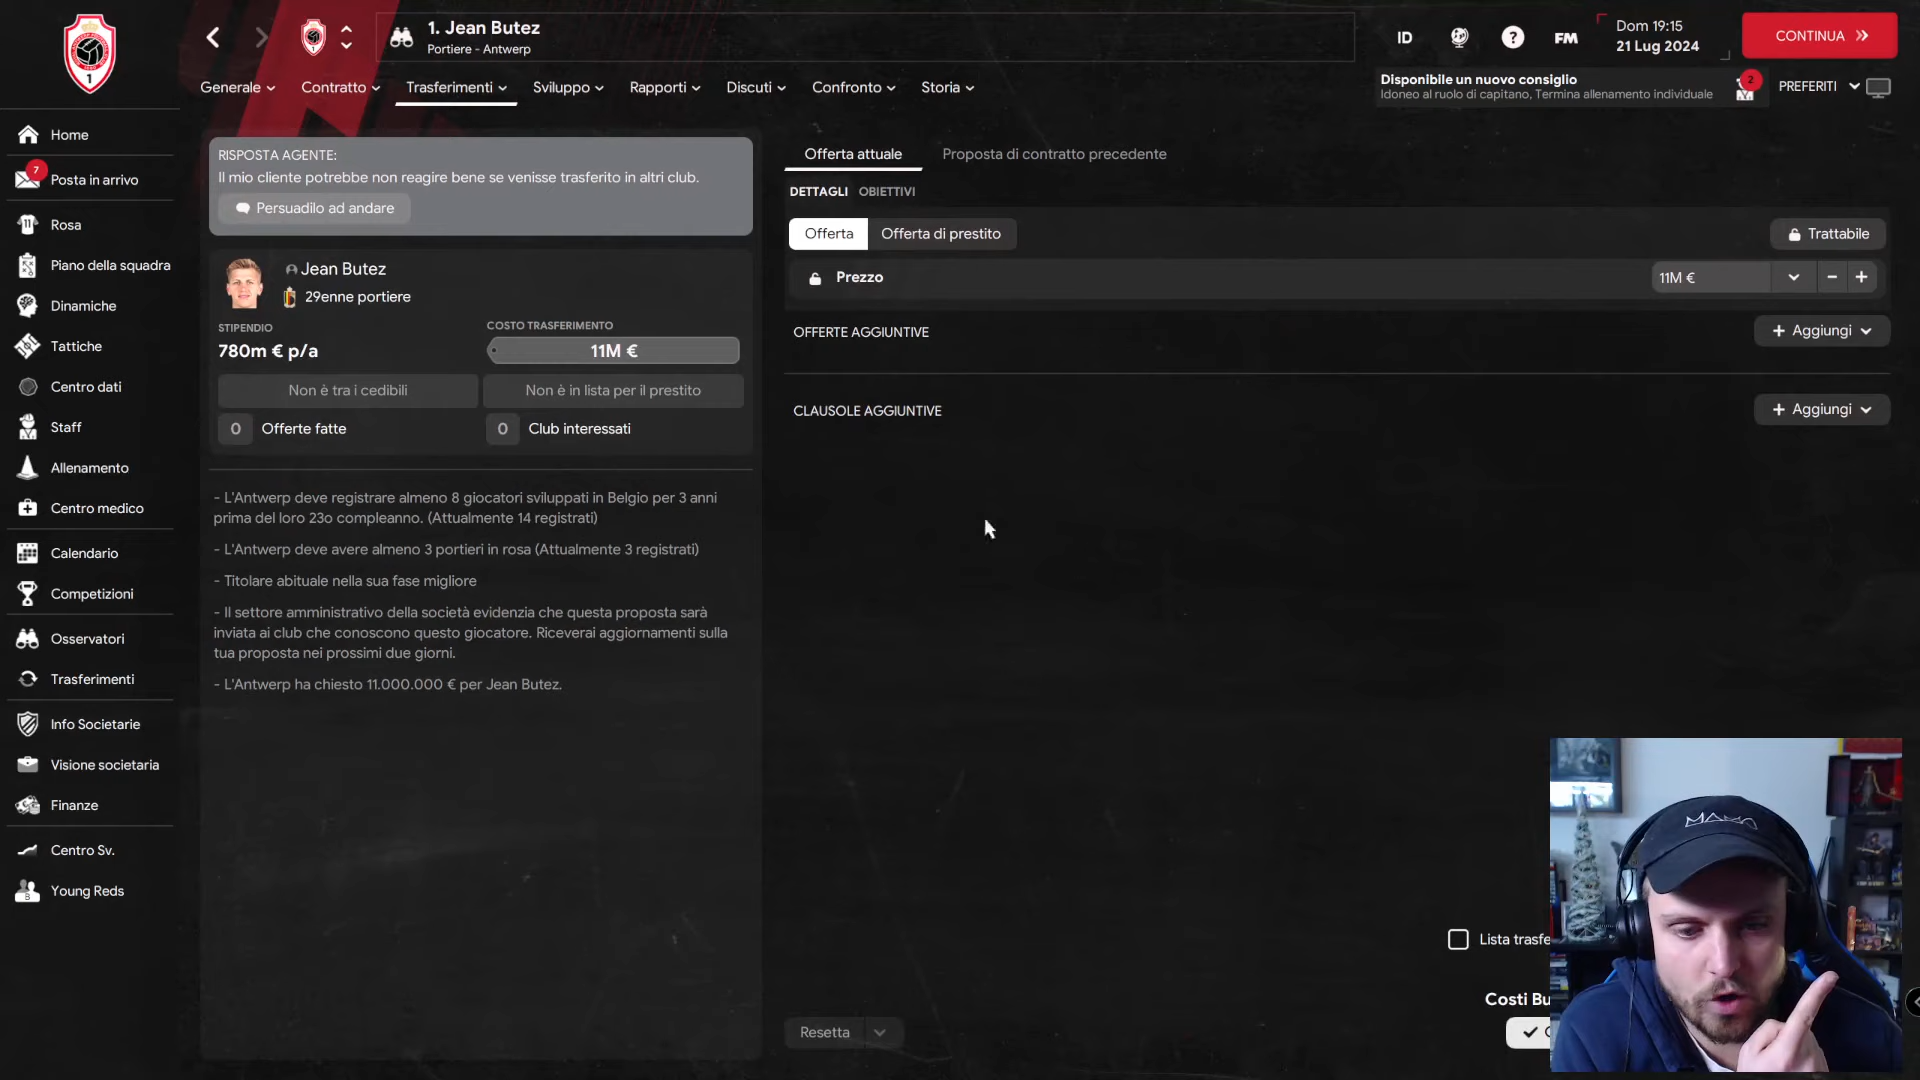 1. Jean Butez
Portiere - Antwerp
ID
?
FM
Dom 19:15
21 Lug 2024
CONTINUA
Generale
Contratto
Trasferimenti
Sviluppo
Rapporti
Discuti
Confronto
Storia
Disponibile un nuovo consiglio
Idoneo al ruolo di capitano, Termina allenamento individuale
2
PREFERITI
Home
7
Posta in arrivo
Rosa
Piano della squadra
Dinamiche
Tattiche
Centro dati
Staff
Allenamento
Centro medico
Calendario
Competizioni
Osservatori
Trasferimenti
Info Societarie
Visione societaria
Finanze
Centro Sv.
Young Reds
RISPOSTA AGENTE:
Il mio cliente potrebbe non reagire bene se venisse trasferito in altri club.
Persuadilo ad andare
Jean Butez
29enne portiere
STIPENDIO
COSTO TRASFERIMENTO
780m € p/a
11M €
Non è tra i cedibili
Non è in lista per il prestito
0 Offerte fatte
0 Club interessati
- L'Antwerp deve registrare almeno 8 giocatori sviluppati in Belgio per 3 anni
prima del loro 23o compleanno. (Attualmente 14 registrati)
- L'Antwerp deve avere almeno 3 portieri in rosa (Attualmente 3 registrati)
- Titolare abituale nella sua fase migliore
- Il settore amministrativo della società evidenzia che questa proposta sarà
inviata ai club che conoscono questo giocatore. Riceverai aggiornamenti sulla
tua proposta nei prossimi due giorni.
- L'Antwerp ha chiesto 11.000.000 € per Jean Butez.
Offerta attuale
Proposta di contratto precedente
DETTAGLI
OBIETTIVI
Offerta
Offerta di prestito
Trattabile
Prezzo
11M €
OFFERTE AGGIUNTIVE
+ Aggiungi
CLAUSOLE AGGIUNTIVE
+ Aggiungi
Lista trasfe
Costi Bu
Resetta
MAMO